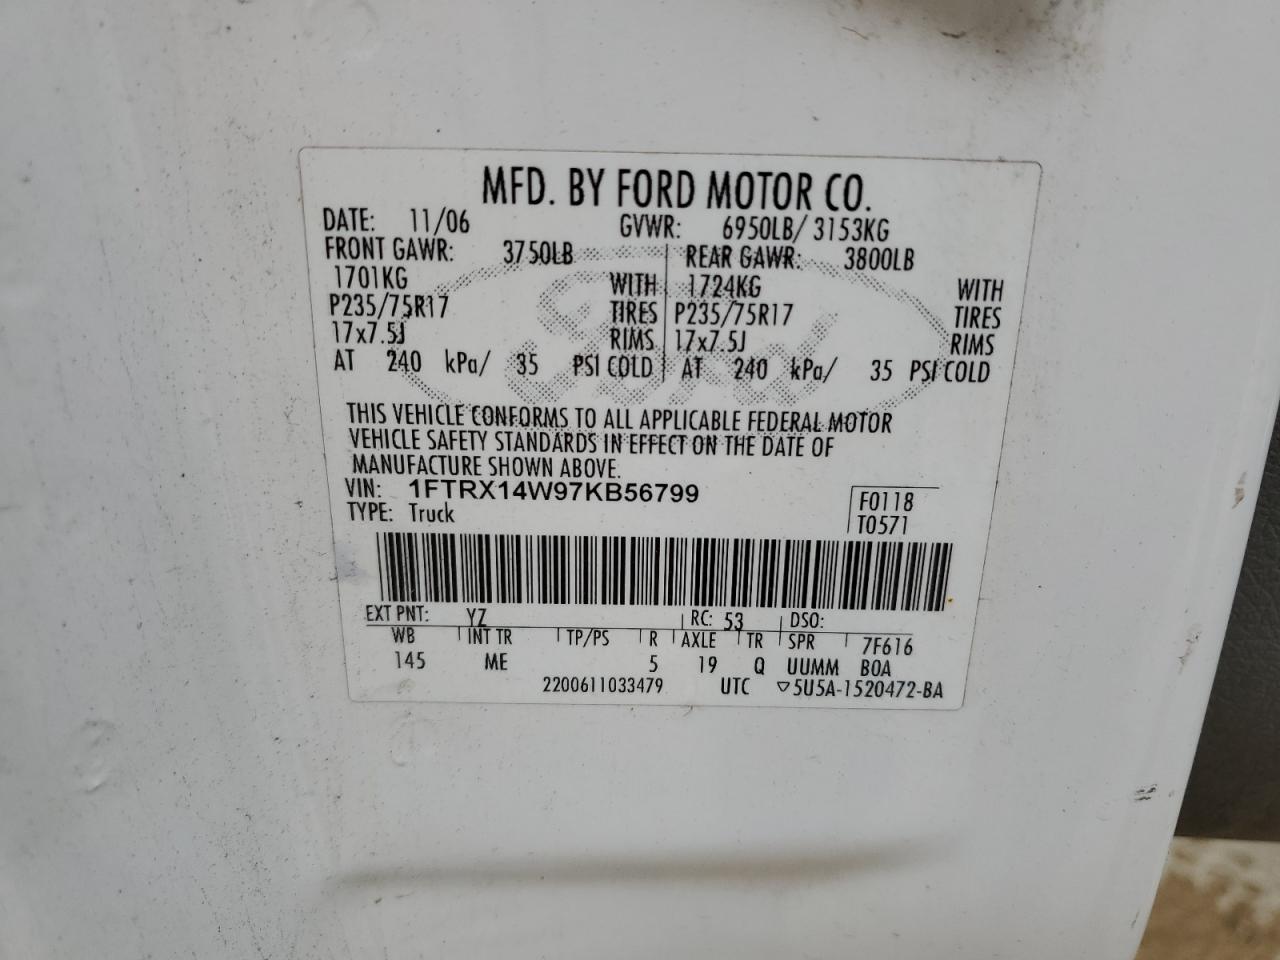 MFD. BY FORD MOTOR CO.
DATE: 11/06 GVWR: 6950LB/ 3153KG
FRONT GAWR: 3750LB REAR GAWR: 3800LB
1701KG WITH 1724KG WITH
P235/75R17 TIRES P235/75R17 TIRES
17x7.5J RIMS 17x7.5J RIMS
AT 240 kPa/ 35 PSI COLD AT 240 kPa/ 35 PSI COLD
Ford
THIS VEHICLE CONFORMS TO ALL APPLICABLE FEDERAL MOTOR
VEHICLE SAFETY STANDARDS IN EFFECT ON THE DATE OF
MANUFACTURE SHOWN ABOVE.
VIN: 1FTRX14W97KB56799 F0118
TYPE: Truck T0571
EXT PNT: YZ RC: 53 DSO:
WB INT TR TP/PS R AXLE TR SPR 7F616
145 ME 5 19 Q UUMM BOA
2200611033479 UTC ▽5U5A-1520472-BA